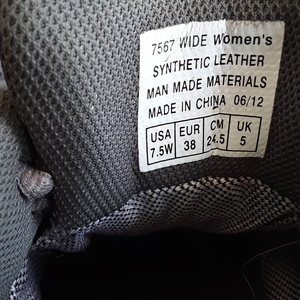 7567 WIDE Women's
SYNTHETIC LEATHER
MAN MADE MATERIALS
MADE IN CHINA 06/12
USA EUR CM UK
7.5W 38 24.5 5